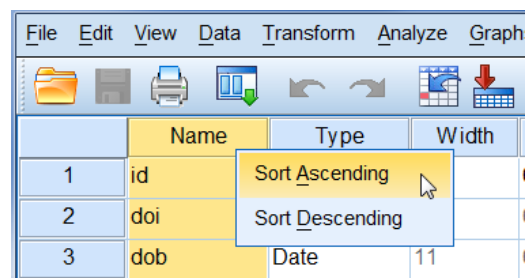 File Edit View Data Transform Analyze Graph
Name Type Width
1 id
Sort Ascending
2 doi
Sort Descending
3 dob Date 11